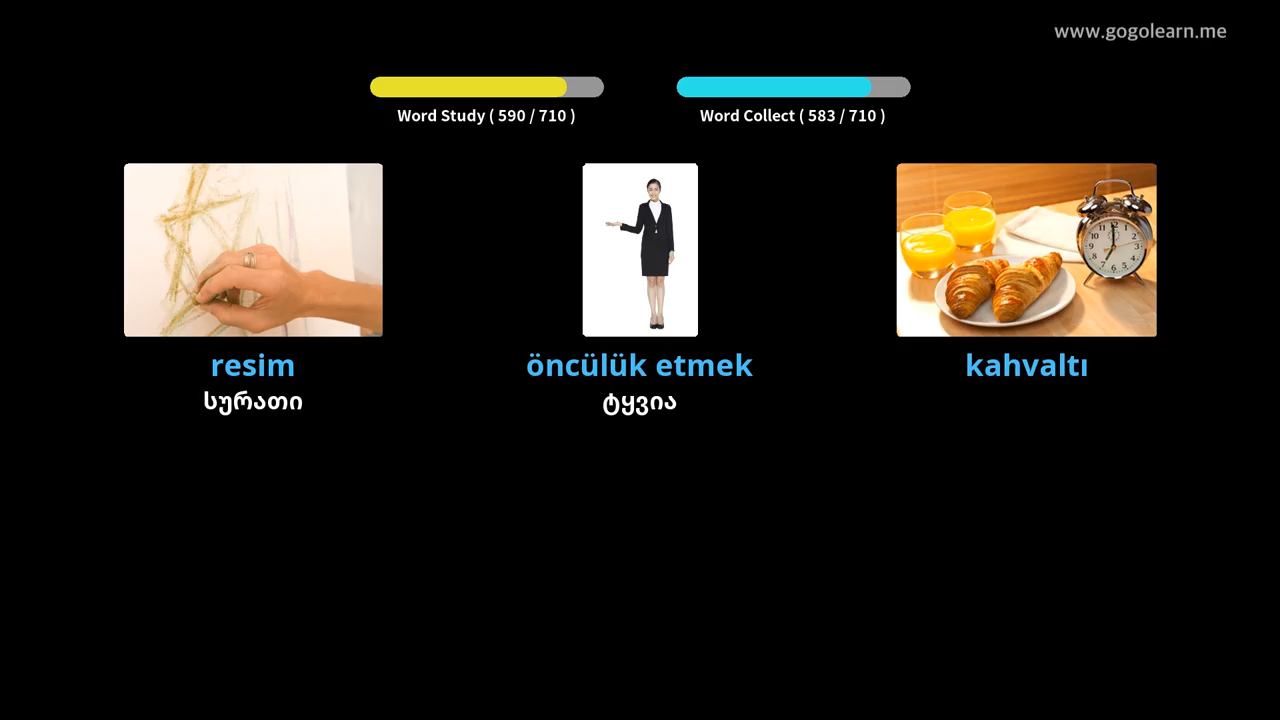 www.gogolearn.me
Word Study ( 590 / 710 )
Word Collect ( 583 / 710 )
resim
სურათი
öncülük etmek
ტყვია
kahvaltı